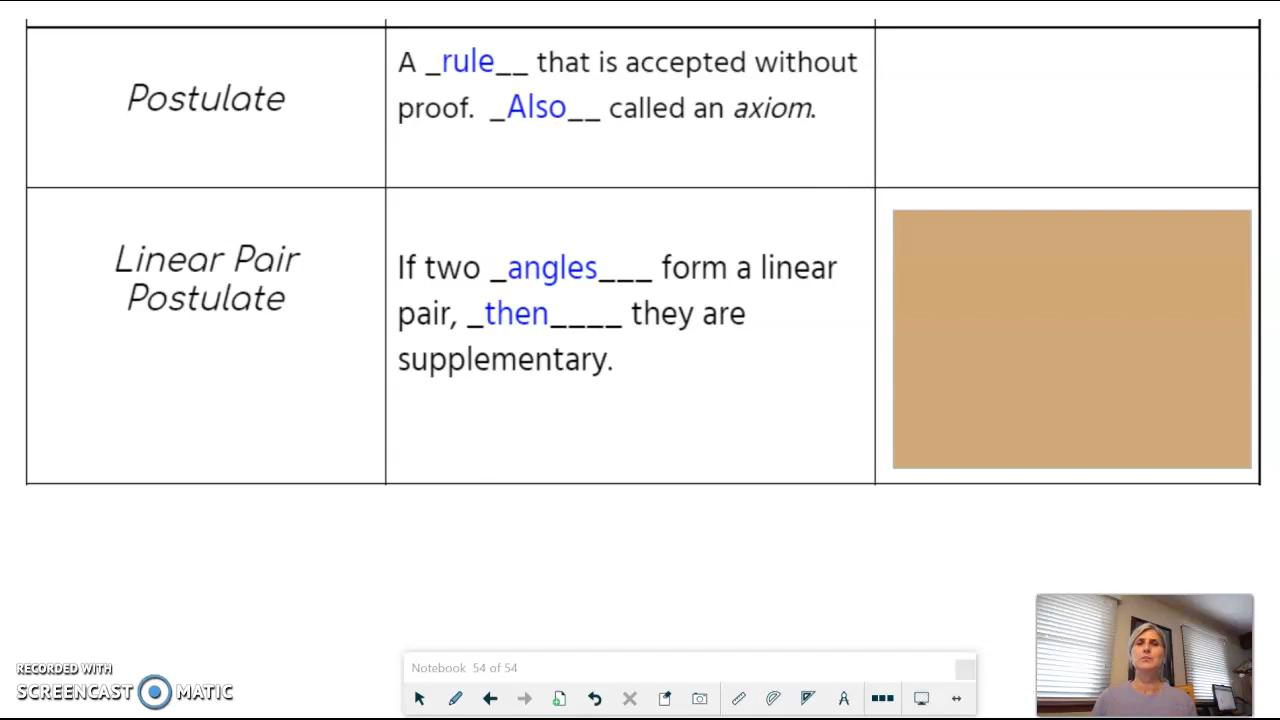 Postulate
A _rule__ that is accepted without
proof. _Also__ called an axiom.
Linear Pair
Postulate
If two _angles___ form a linear
pair, _then____ they are
supplementary.
RECORDED WITH
SCREENCAST MATIC
Notebook 54 of 54